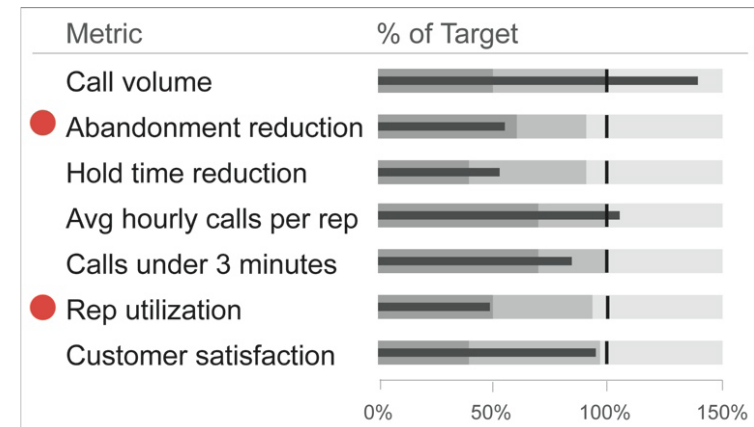 Metric % of Target
Call volume
Abandonment reduction
Hold time reduction
Avg hourly calls per rep
Calls under 3 minutes
Rep utilization
Customer satisfaction
0% 50% 100% 150%